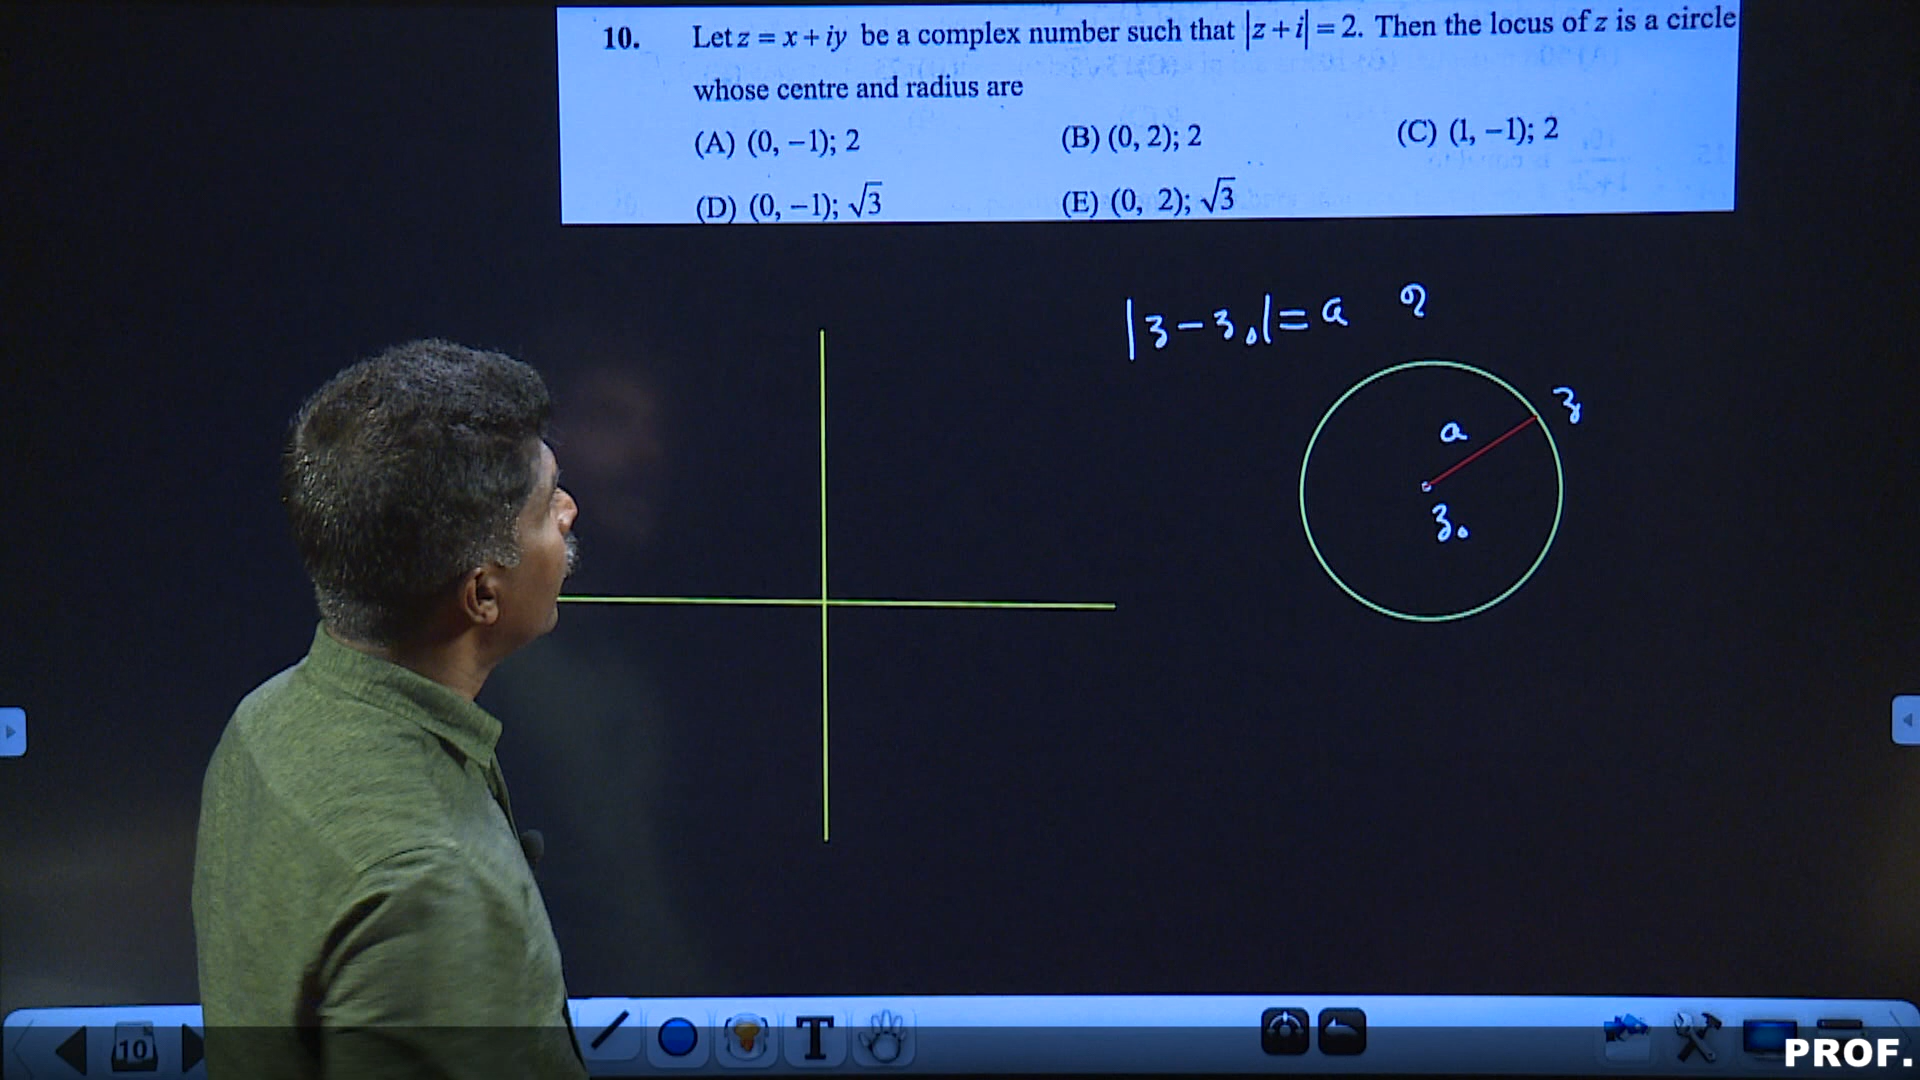 10. Let z = x + iy be a complex number such that |z + i| = 2. Then the locus of z is a circle
whose centre and radius are
(A) (0, −1); 2 (B) (0, 2); 2 (C) (1, −1); 2
(D) (0, −1); √3 (E) (0, 2); √3
|z − z₀| = a
a z
z₀
10 T
PROF.